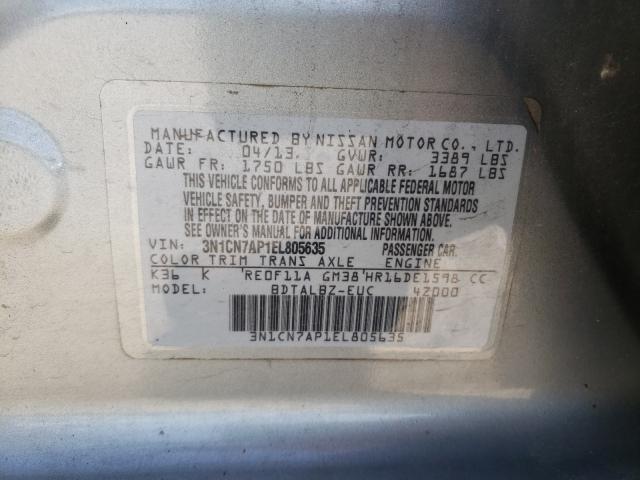 MANUFACTURED BY NISSAN MOTOR CO., LTD.
DATE: 04/13 GVWR: 3389 LBS
GAWR FR: 1750 LBS GAWR RR: 1687 LBS
THIS VEHICLE CONFORMS TO ALL APPLICABLE FEDERAL MOTOR
VEHICLE SAFETY, BUMPER AND THEFT PREVENTION STANDARDS
IN EFFECT ON THE DATE OF MANUFACTURE SHOWN ABOVE.
SEE OWNER'S MANUAL FOR ADDITIONAL INFORMATION.
VIN: 3N1CN7AP1EL805635 PASSENGER CAR.
COLOR TRIM TRANS AXLE ENGINE
K36 K RE0F11A GM38 HR16DE1598 CC
MODEL: BDTALBZ-EUC 42000
3N1CN7AP1EL805635